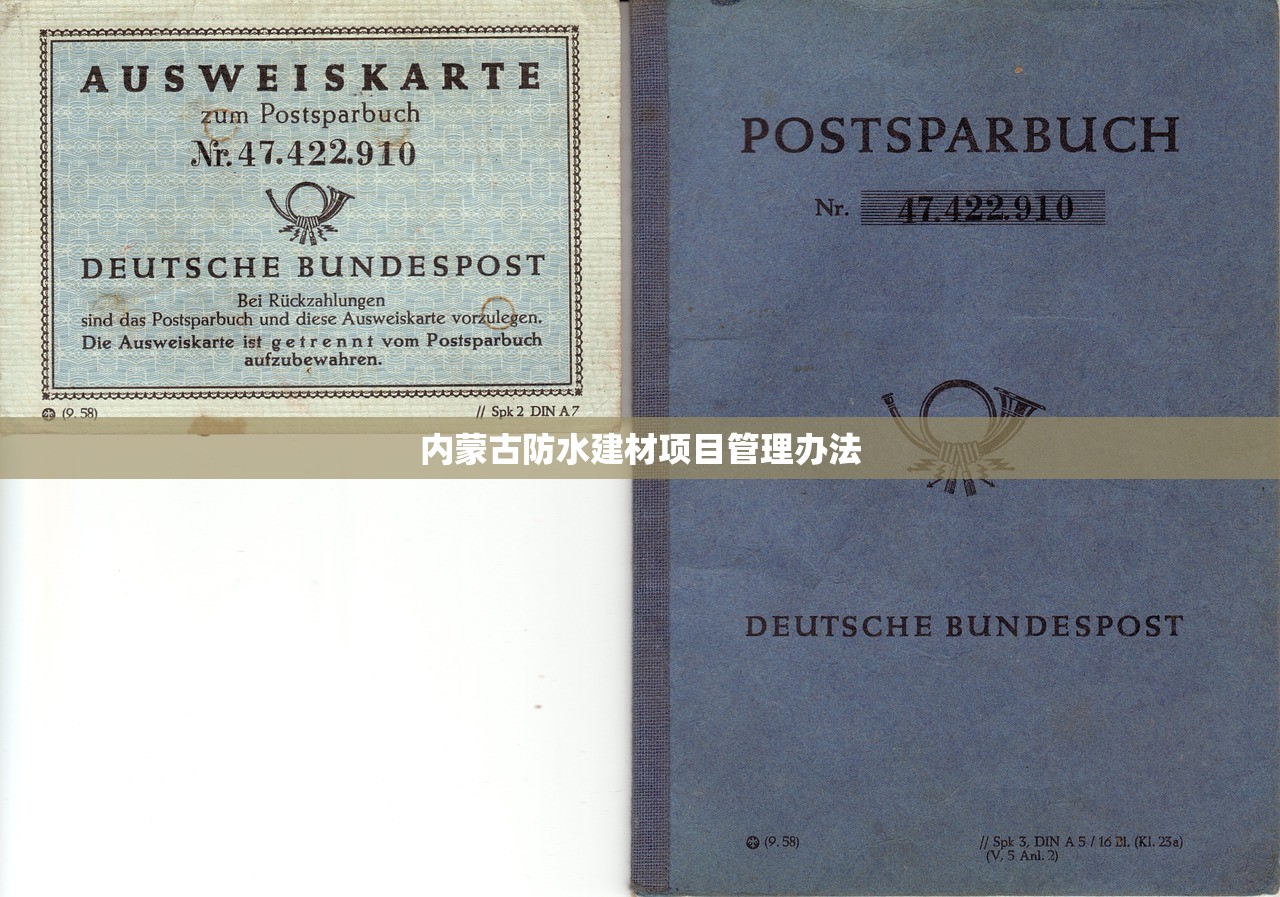 AUSWEISKARTE
zum Postsparbuch
Nr. 47.422.910
DEUTSCHE BUNDESPOST
Bei Rückzahlungen
sind das Postsparbuch und diese Ausweiskarte vorzulegen.
Die Ausweiskarte ist getrennt vom Postsparbuch
aufzubewahren.
(9. 58)
// Spk 2 DIN A 7
POSTSPARBUCH
Nr. 47.422.910
内蒙古防水建材项目管理办法
DEUTSCHE BUNDESPOST
(9. 58)
// Spk 3, DIN A 5 / 16 Bl. (Kl. 23a)
(V, 5 Anl. 2)